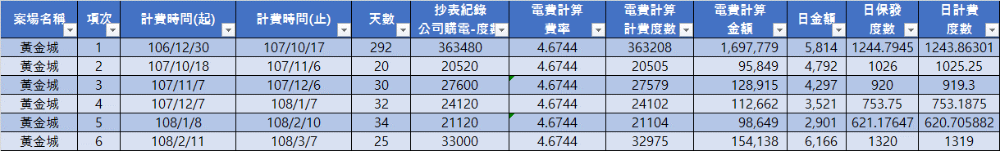 案場名稱 項次 計費時間(起) 計費時間(止) 天數 抄表紀錄 公司購電-度數 電費計算 費率 電費計算 計費度數 電費計算 金額 日金額 日保發 度數 日計費 度數
黃金城 1 106/12/30 107/10/17 292 363480 4.6744 363208 1,697,779 5,814 1244.7945 1243.86301
黃金城 2 107/10/18 107/11/6 20 20520 4.6744 20505 95,849 4,792 1026 1025.25
黃金城 3 107/11/7 107/12/6 30 27600 4.6744 27579 128,915 4,297 920 919.3
黃金城 4 107/12/7 108/1/7 32 24120 4.6744 24102 112,662 3,521 753.75 753.1875
黃金城 5 108/1/8 108/2/10 34 21120 4.6744 21104 98,649 2,901 621.17647 620.705882
黃金城 6 108/2/11 108/3/7 25 33000 4.6744 32975 154,138 6,166 1320 1319